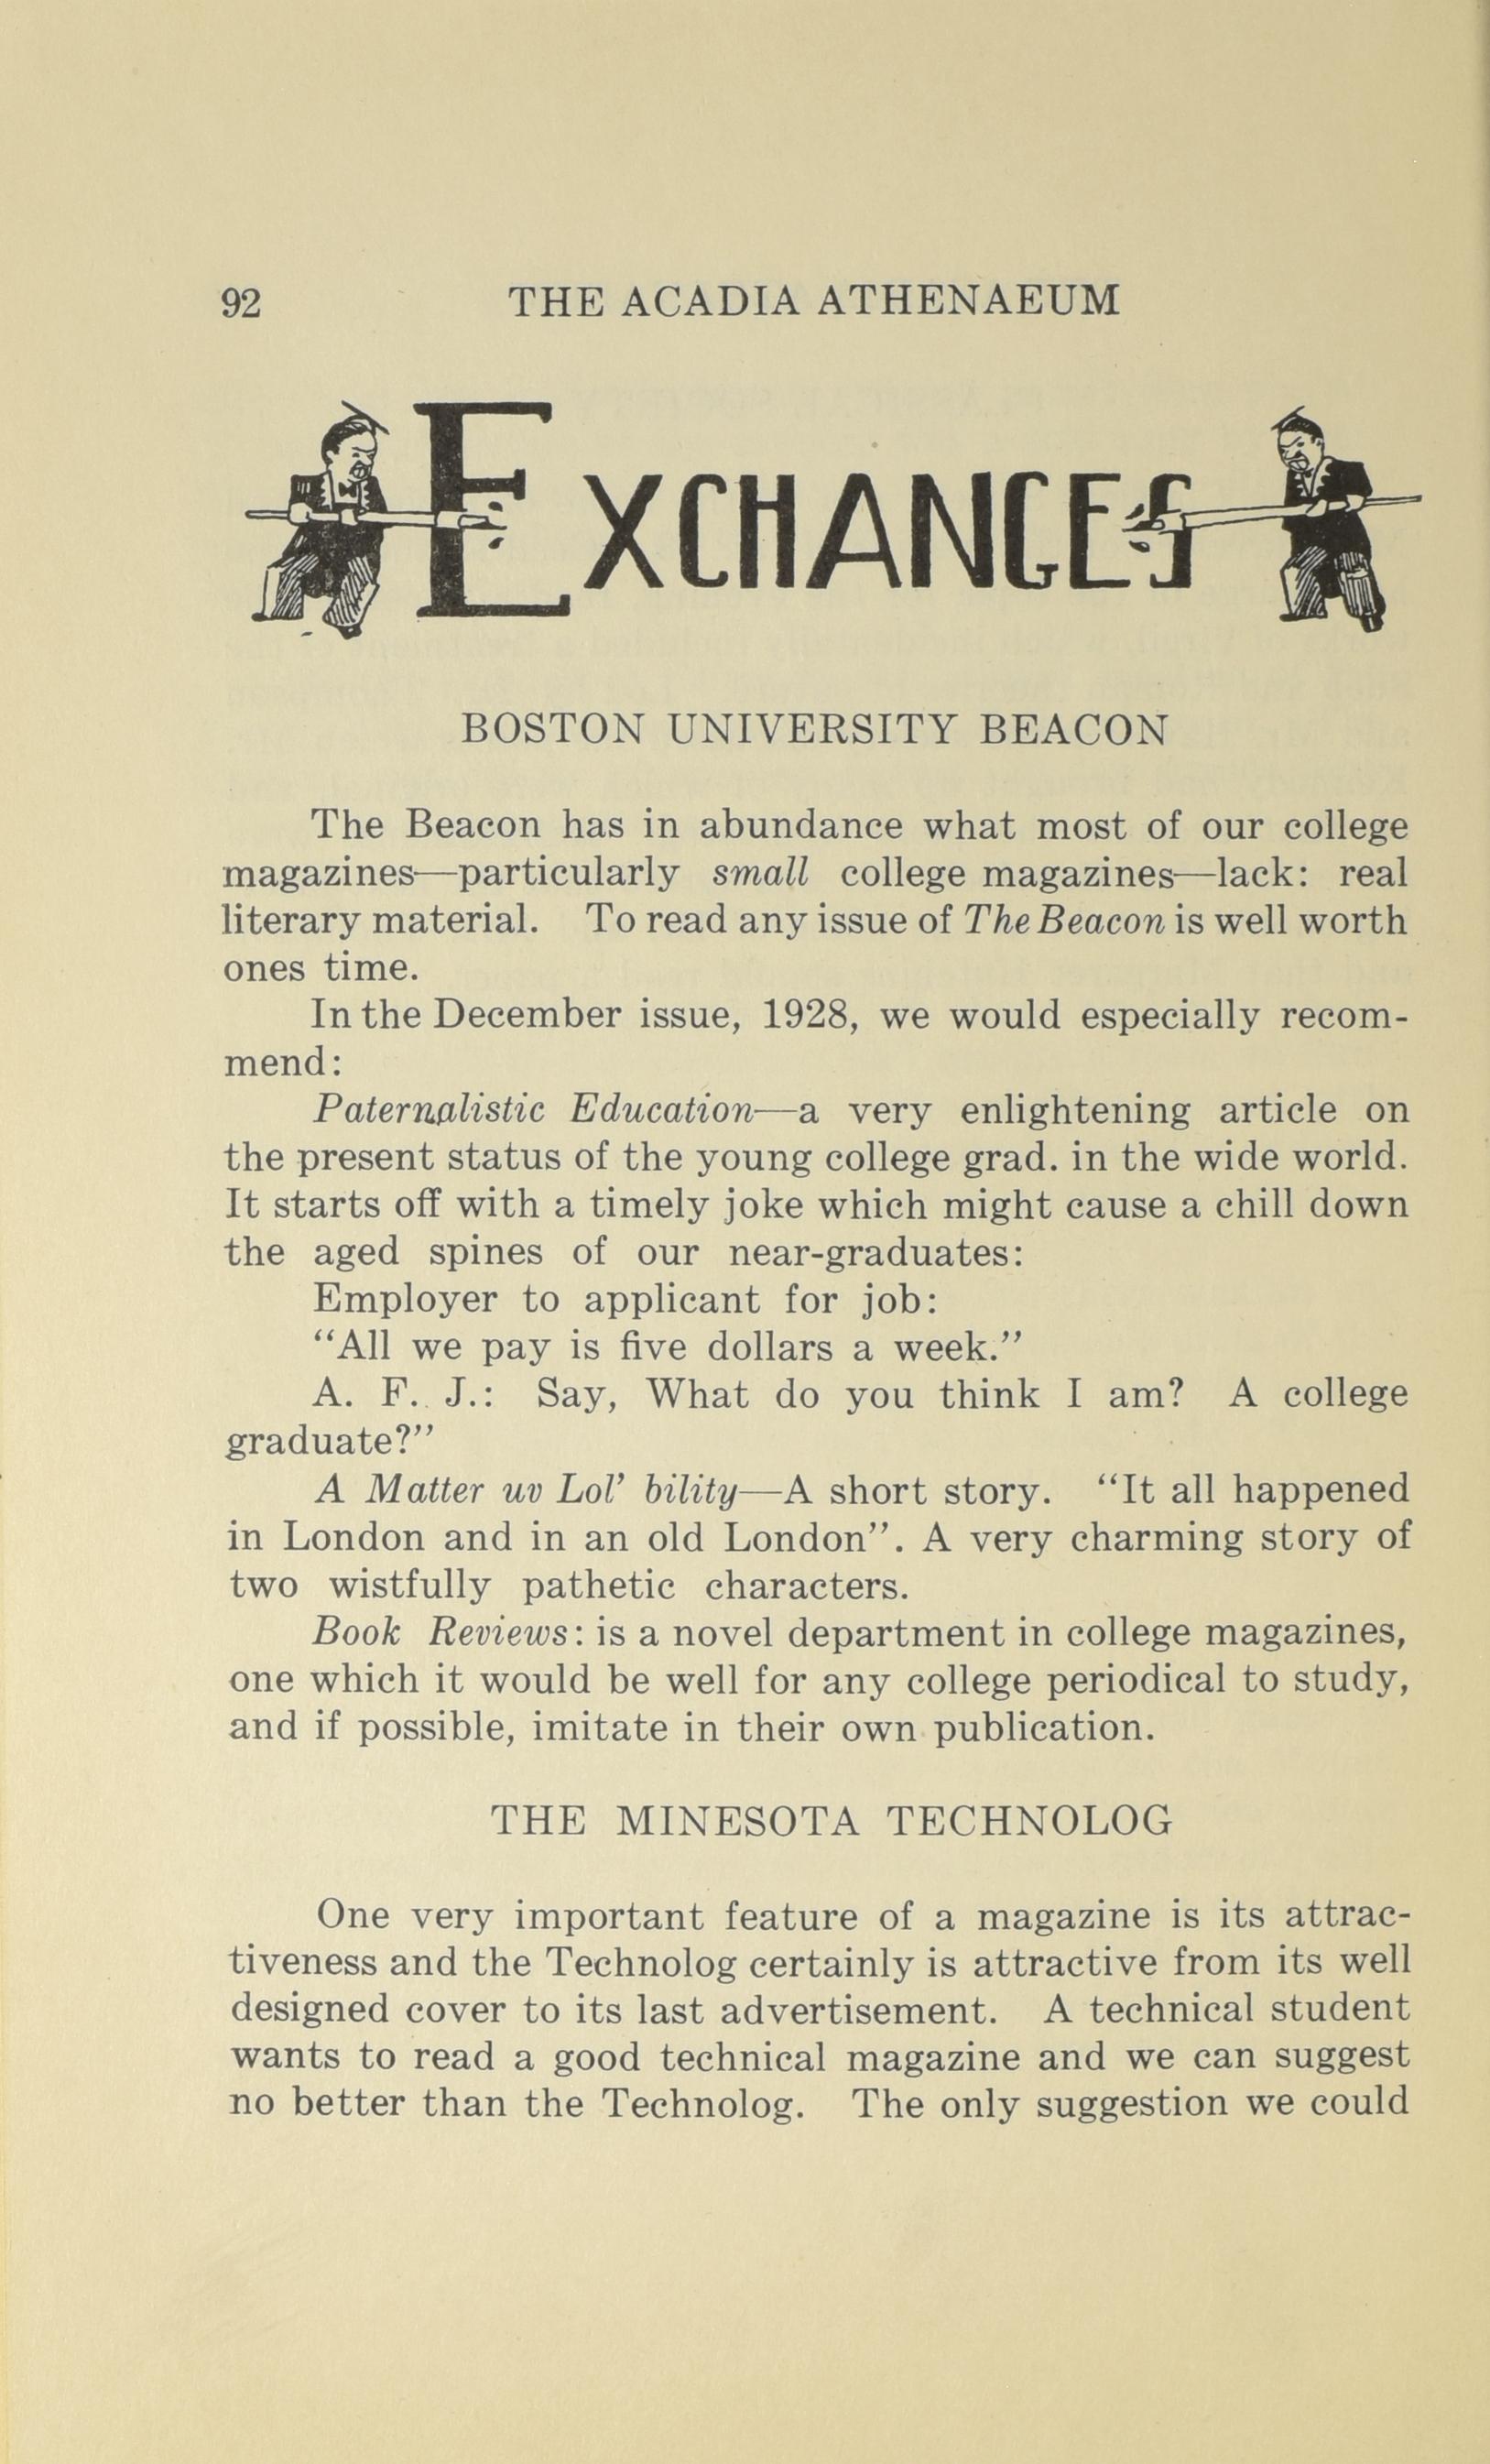 92 THE ACADIA ATHENAEUM
EXCHANGES
BOSTON UNIVERSITY BEACON
The Beacon has in abundance what most of our college
magazines—particularly small college magazines—lack: real
literary material. To read any issue of The Beacon is well worth
ones time.
In the December issue, 1928, we would especially recom-
mend:
Paternalistic Education—a very enlightening article on
the present status of the young college grad. in the wide world.
It starts off with a timely joke which might cause a chill down
the aged spines of our near-graduates:
Employer to applicant for job:
“All we pay is five dollars a week.”
A. F. J.: Say, What do you think I am? A college
graduate?”
A Matter uv Lol’ bility—A short story. “It all happened
in London and in an old London”. A very charming story of
two wistfully pathetic characters.
Book Reviews: is a novel department in college magazines,
one which it would be well for any college periodical to study,
and if possible, imitate in their own publication.
THE MINESOTA TECHNOLOG
One very important feature of a magazine is its attrac-
tiveness and the Technolog certainly is attractive from its well
designed cover to its last advertisement. A technical student
wants to read a good technical magazine and we can suggest
no better than the Technolog. The only suggestion we could